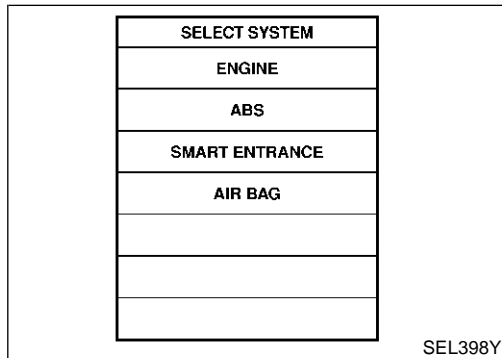 SELECT SYSTEM
ENGINE
ABS
SMART ENTRANCE
AIR BAG
SEL398Y